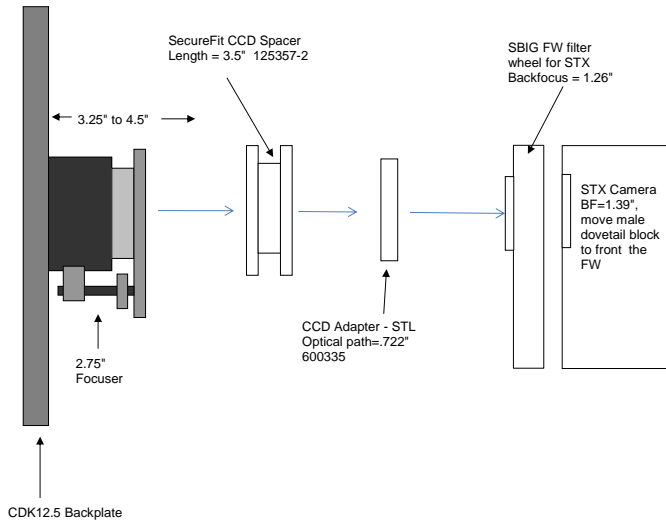 SecureFit CCD Spacer
Length = 3.5"  125357-2
SBIG FW filter
wheel for STX
Backfocus = 1.26"
3.25" to 4.5"
STX Camera
BF=1.39",
move male
dovetail block
to front  the
FW
CCD Adapter - STL
Optical path=.722"
600335
2.75"
Focuser
CDK12.5 Backplate